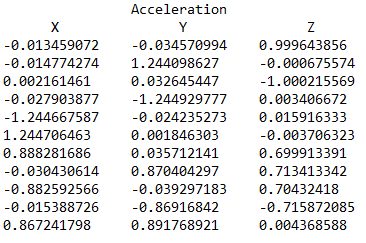 Acceleration
X Y Z
-0.013459072 -0.034570994 0.999643856
-0.014774274 1.244098627 -0.000675574
0.002161461 0.032645447 -1.000215569
-0.027903877 -1.244929777 0.003406672
-1.244667587 -0.024235273 0.015916333
1.244706463 0.001846303 -0.003706323
0.888281686 0.035712141 0.699913391
-0.030430614 0.870404297 0.713413342
-0.882592566 -0.039297183 0.70432418
-0.015388726 -0.86916842 -0.715872085
0.867241798 0.891768921 0.004368588